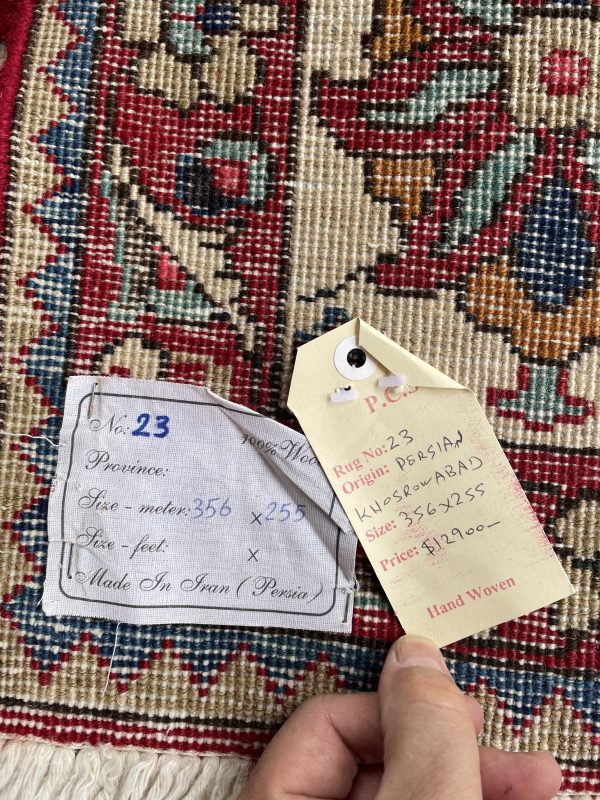 No: 23
100% Woo
Province:
Size - meter: 356 x 255
Size - feet: x
Made In Iran (Persia)
P.C.
Rug No: 23
Origin: PERSIAN
KHOSROWABAD
Size: 356x255
Price: $12900-
Hand Woven